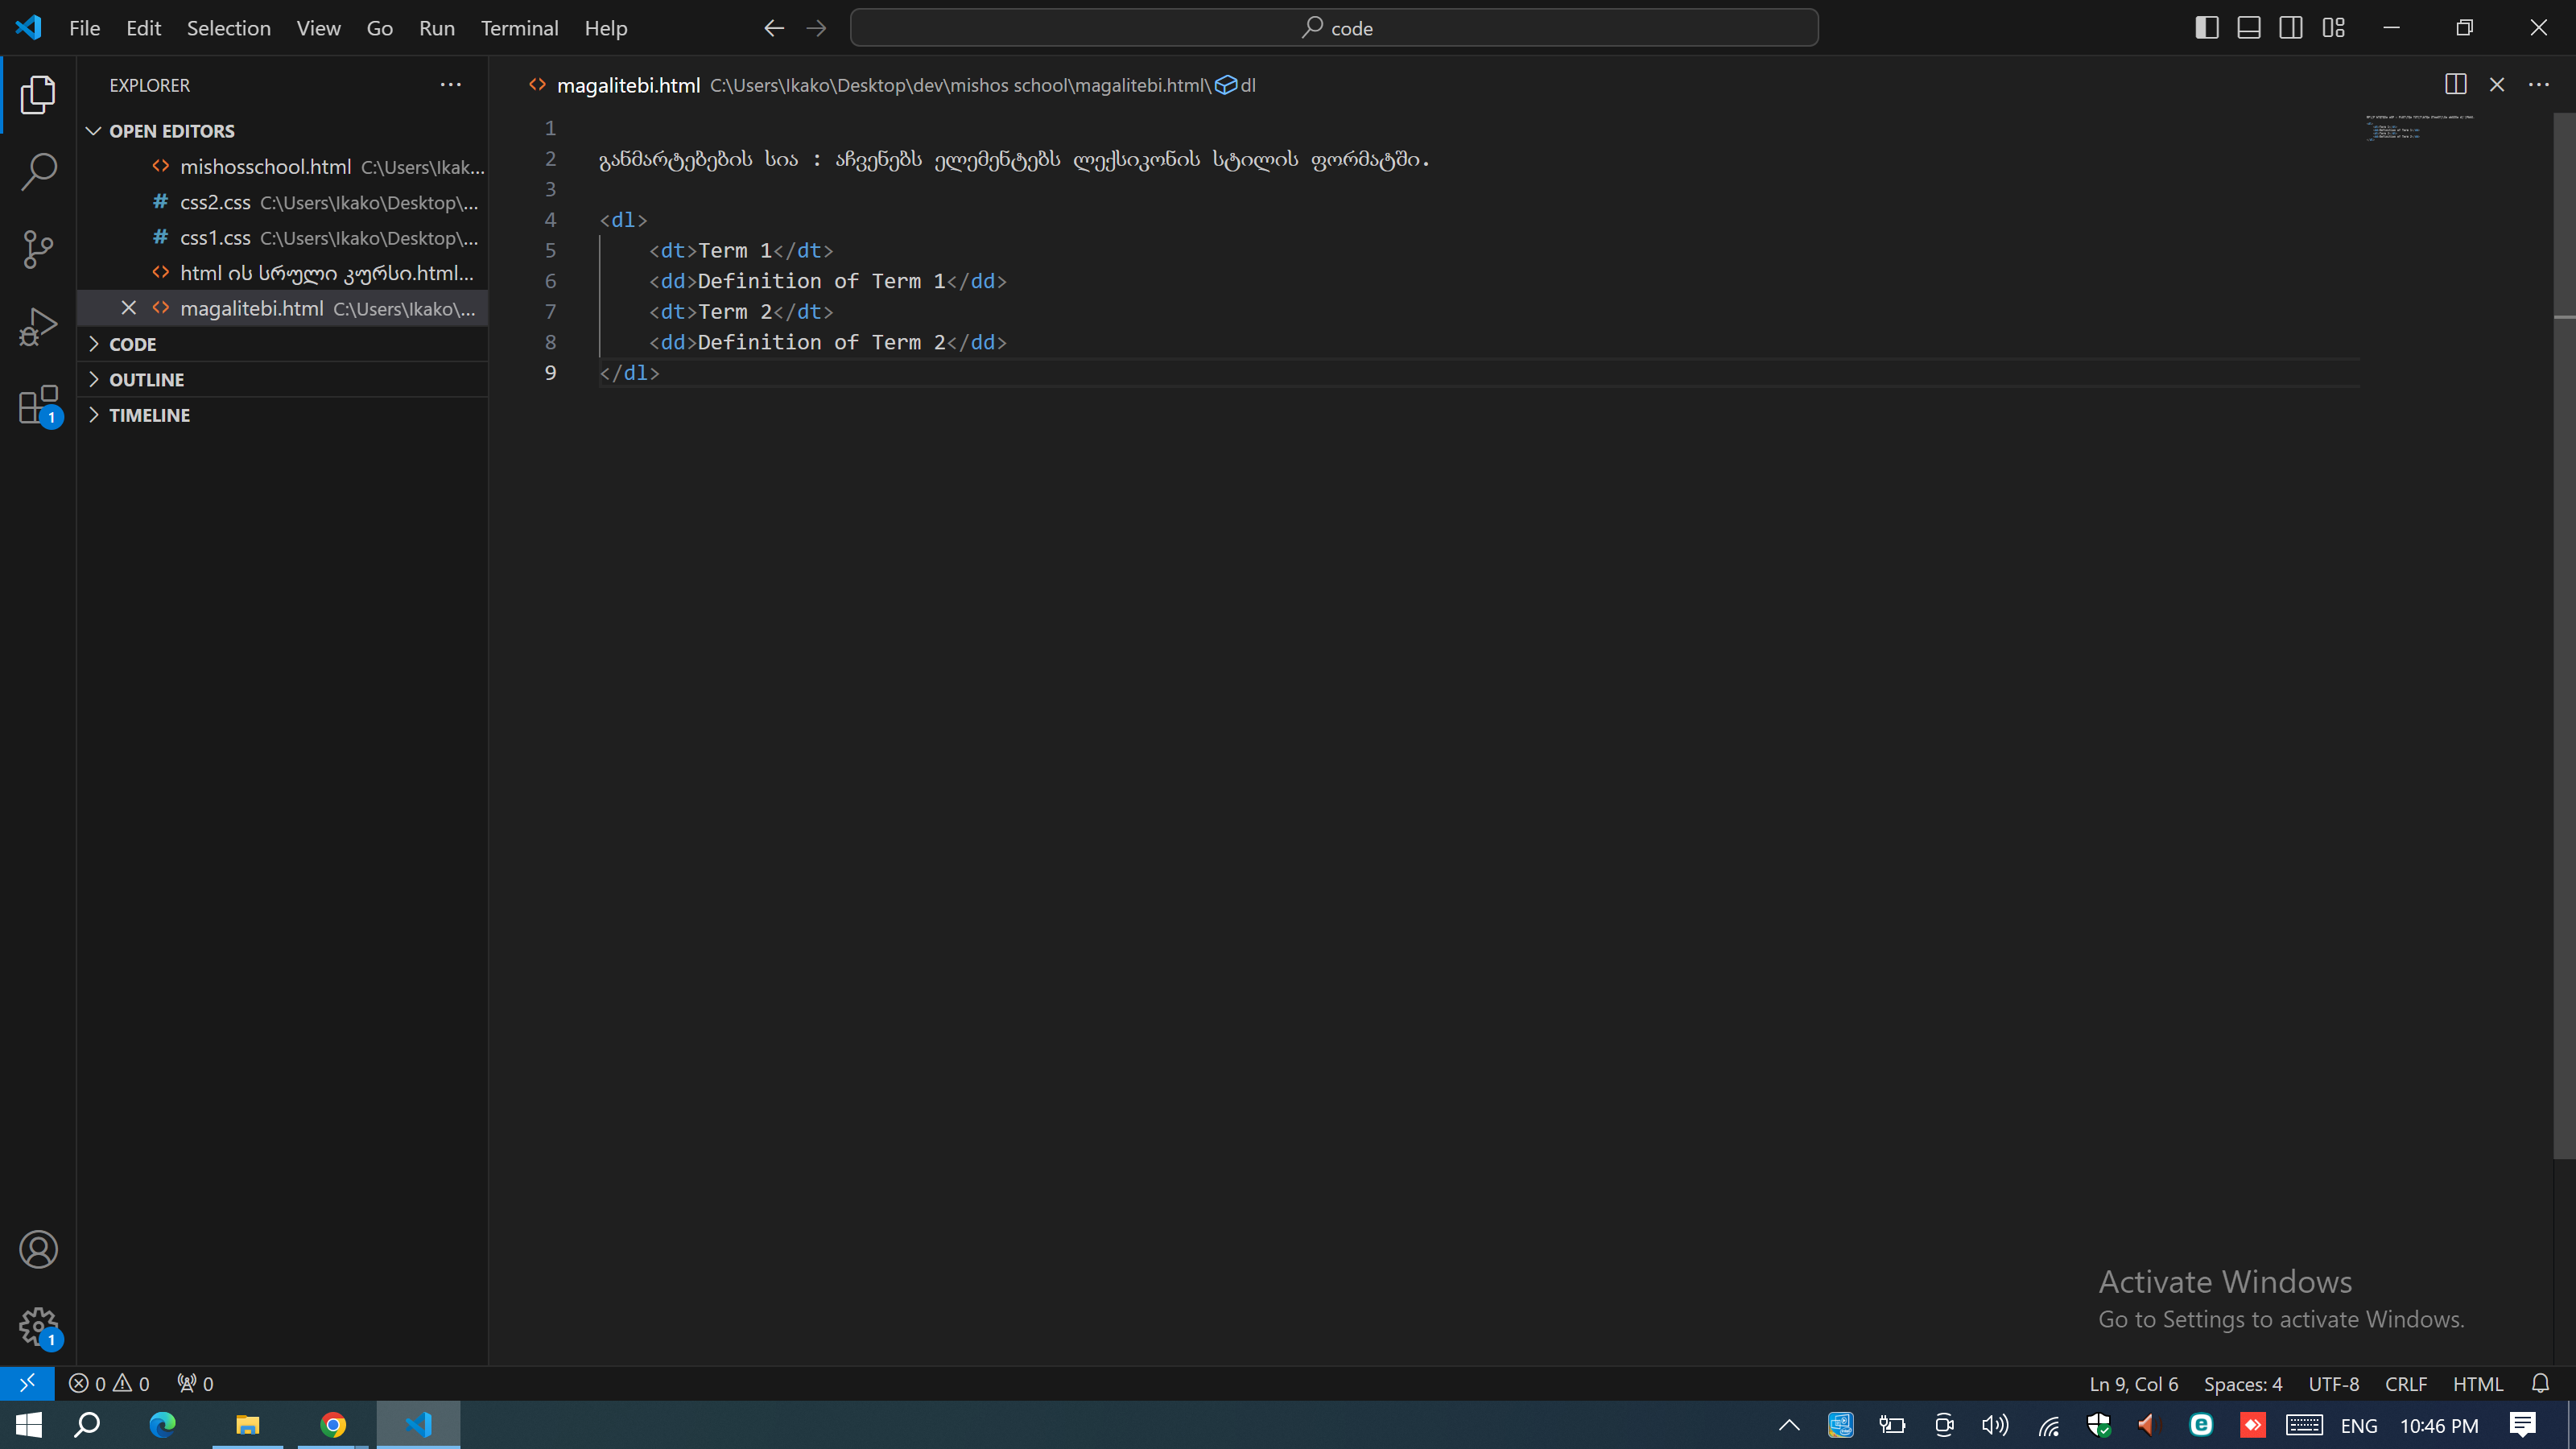 File Edit Selection View Go Run Terminal Help code
EXPLORER ···
magalitebi.html C:\Users\Ikako\Desktop\dev\mishos school\magalitebi.html\ dl
OPEN EDITORS
mishosschool.html C:\Users\Ikak...
css2.css C:\Users\Ikako\Desktop\...
css1.css C:\Users\Ikako\Desktop\...
html ის სრული კურსი.html...
magalitebi.html C:\Users\Ikako\...
CODE
OUTLINE
TIMELINE
1
1
2 განმარტებების სია : აჩვენებს ელემენტებს ლექსიკონის სტილის ფორმატში.
3
4 <dl>
5 <dt>Term 1</dt>
6 <dd>Definition of Term 1</dd>
7 <dt>Term 2</dt>
8 <dd>Definition of Term 2</dd>
9 </dl>
Activate Windows
Go to Settings to activate Windows.
1
0 0 0 Ln 9, Col 6 Spaces: 4 UTF-8 CRLF HTML
ENG 10:46 PM